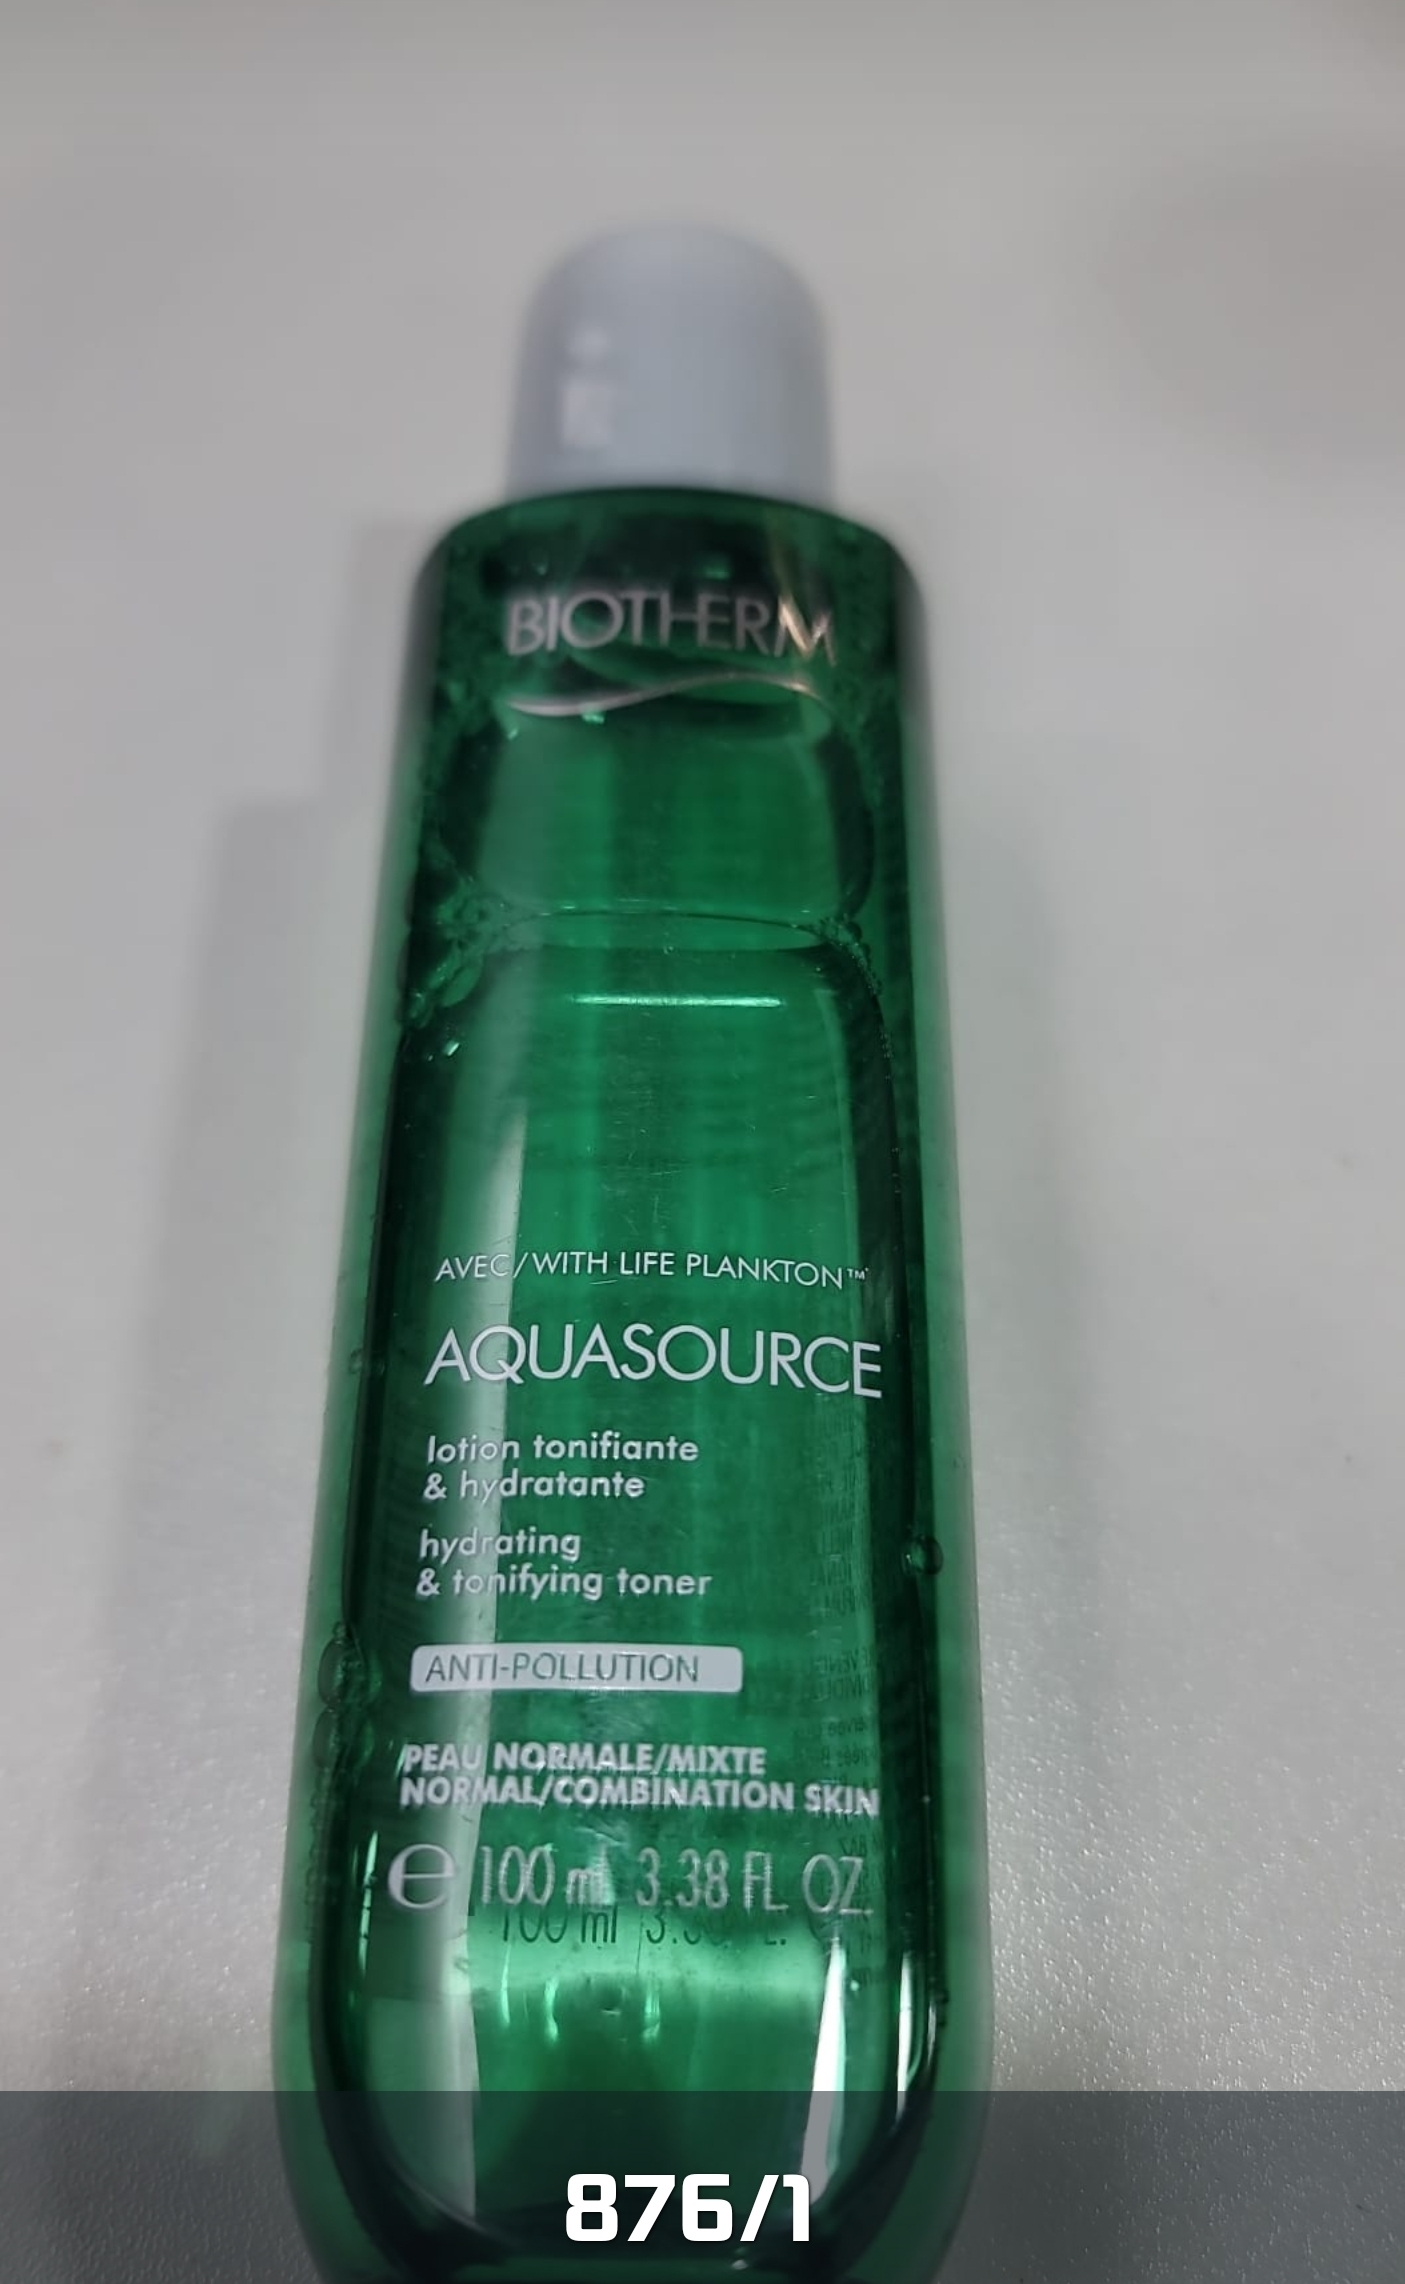 BIOTHERM
AVEC/WITH LIFE PLANKTON™
AQUASOURCE
lotion tonifiante
& hydratante
hydrating
& tonifying toner
ANTI-POLLUTION
PEAU NORMALE/MIXTE
NORMAL/COMBINATION SKIN
℮ 100 ml 3.38 FL. OZ.
876/1